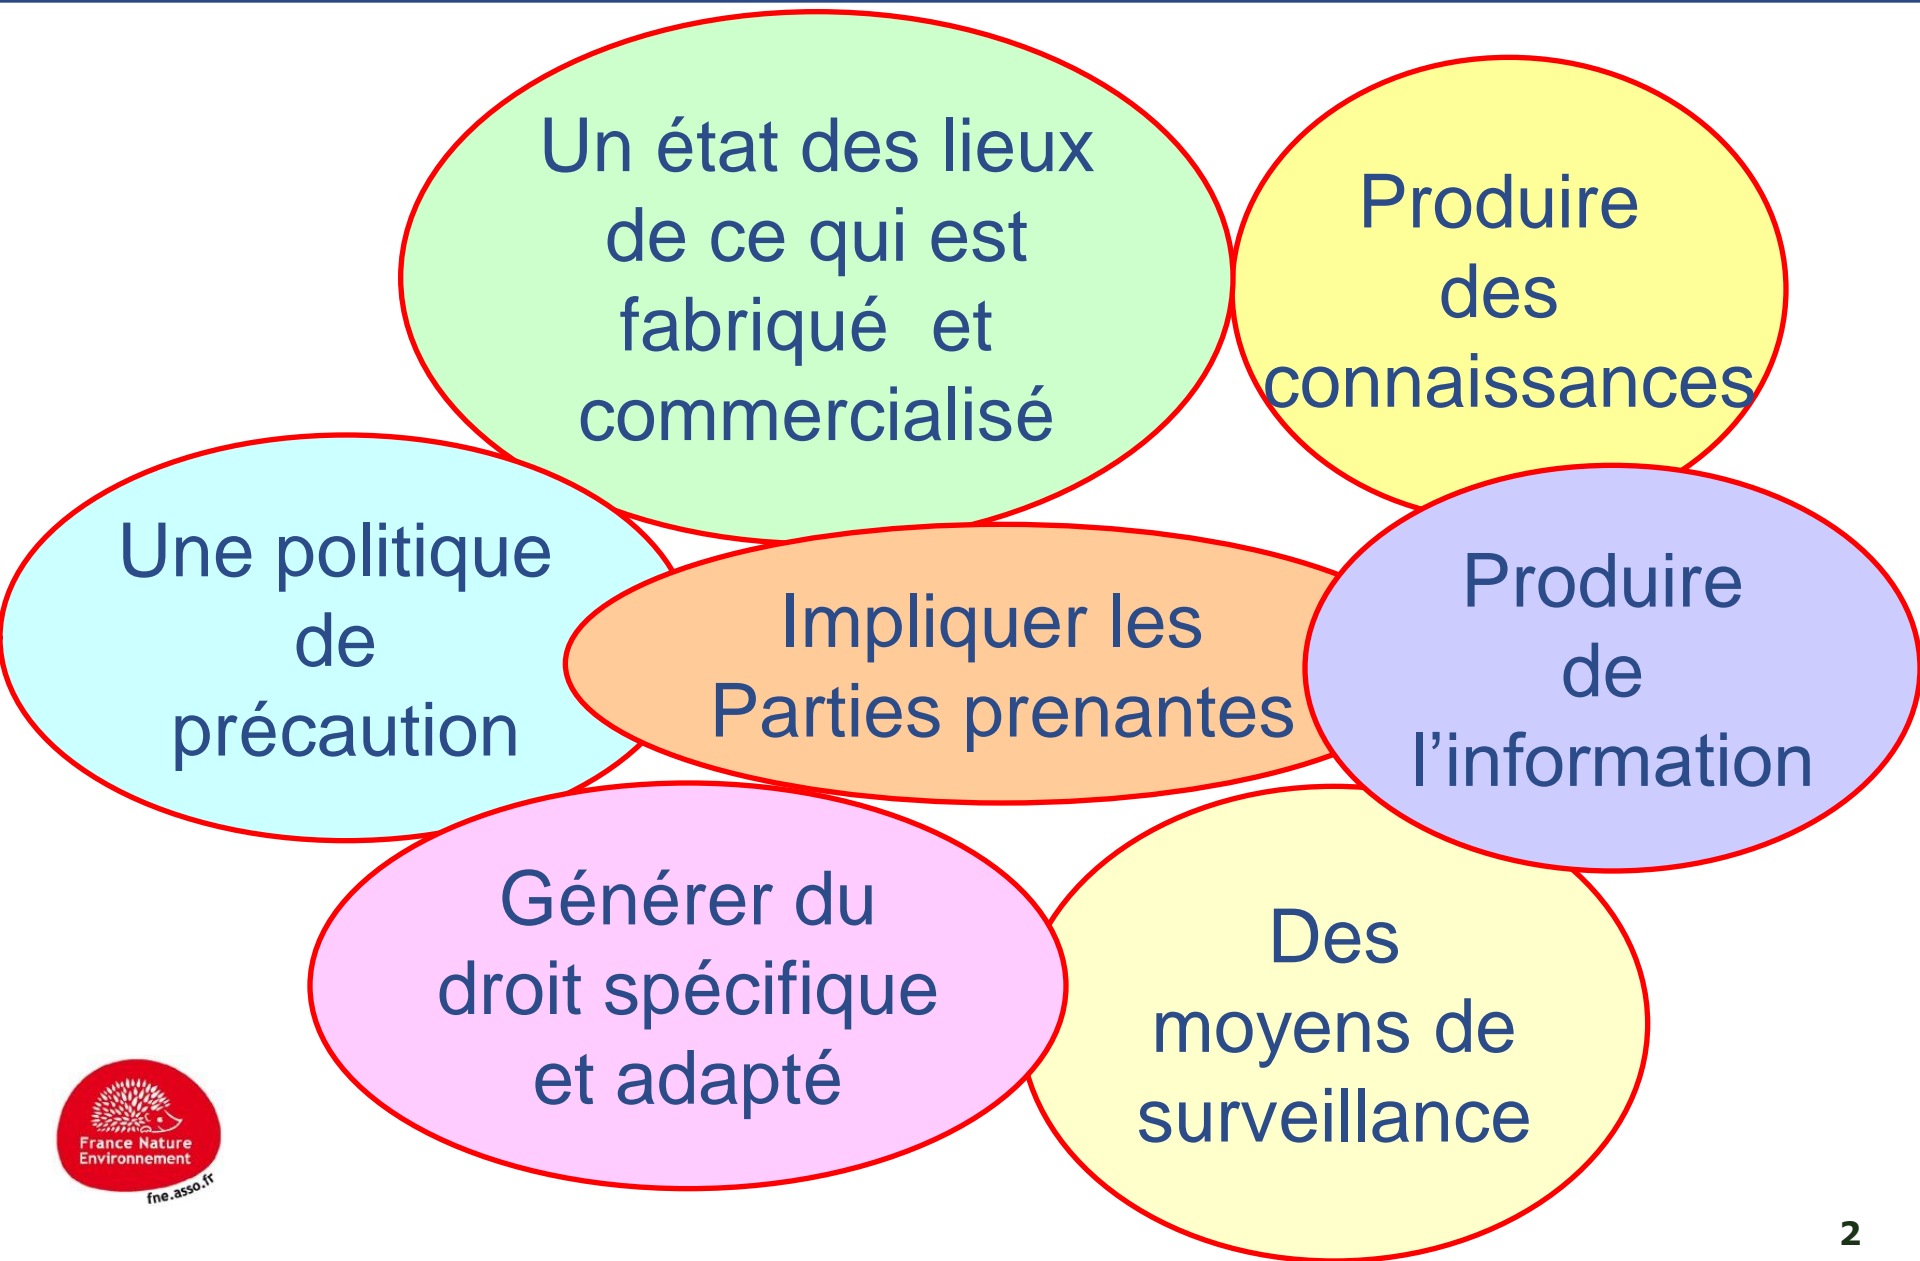 Un état des lieux
de ce qui est
fabriqué et
commercialisé
Produire
des
connaissances
Une politique
de
précaution
Impliquer les
Parties prenantes
Produire
de
l’information
Générer du
droit spécifique
et adapté
Des
moyens de
surveillance
France Nature
Environnement
fne.asso.fr
2